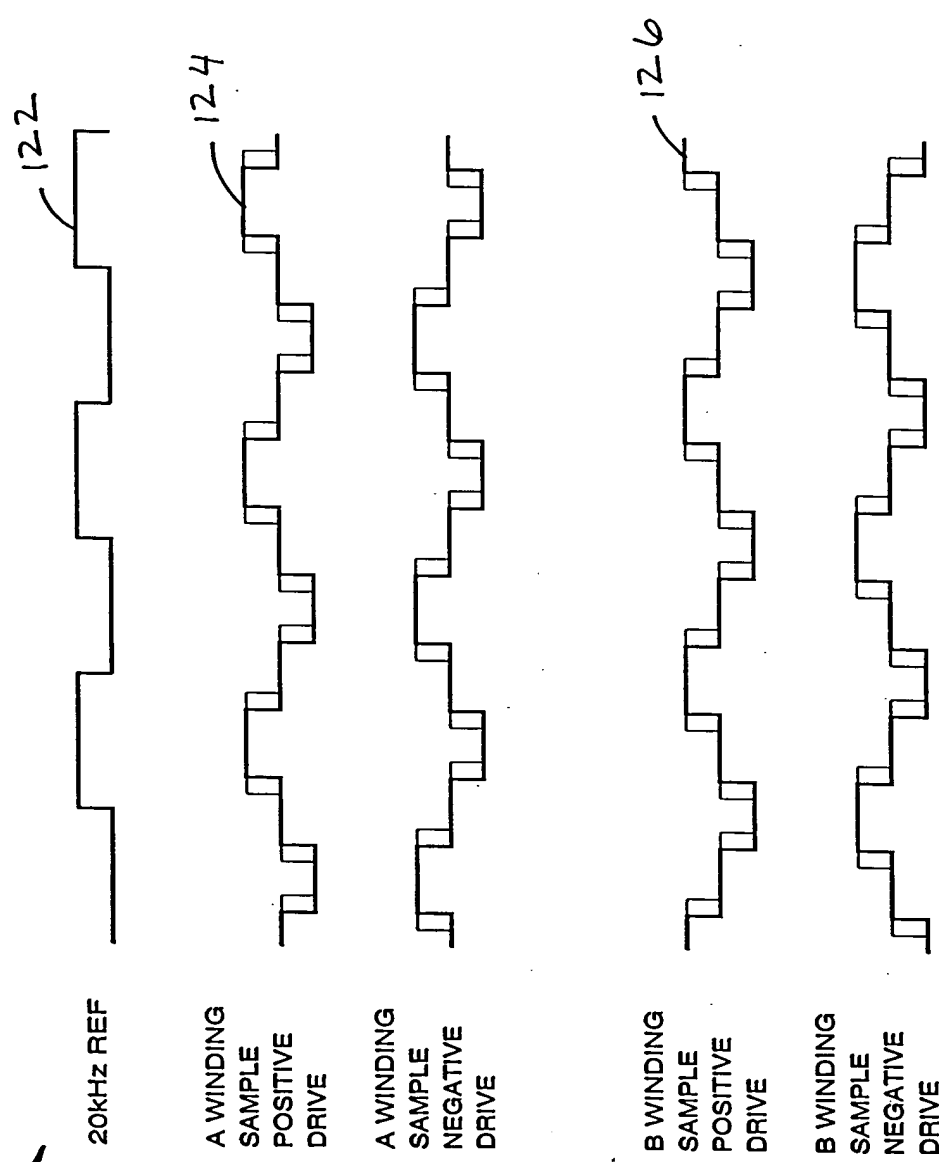 122
20kHz REF
124
A WINDING
SAMPLE
POSITIVE
DRIVE
A WINDING
SAMPLE
NEGATIVE
DRIVE
126
B WINDING
SAMPLE
POSITIVE
DRIVE
B WINDING
SAMPLE
NEGATIVE
DRIVE